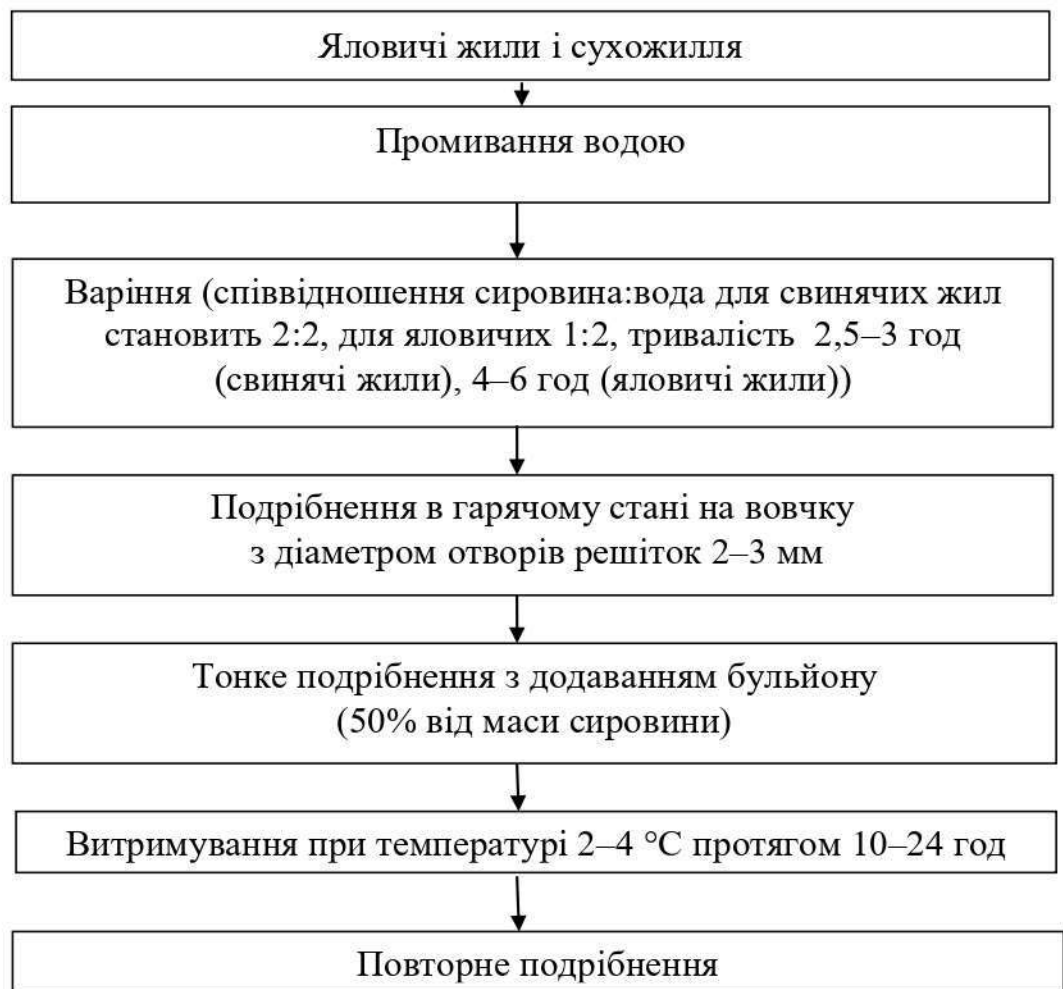 Яловичі жили і сухожилля
Промивання водою
Варіння (співвідношення сировина:вода для свинячих жил
становить 2:2, для яловичих 1:2, тривалість 2,5–3 год
(свинячі жили), 4–6 год (яловичі жили))
Подрібнення в гарячому стані на вовчку
з діаметром отворів решіток 2–3 мм
Тонке подрібнення з додаванням бульйону
(50% від маси сировини)
Витримування при температурі 2–4 °С протягом 10–24 год
Повторне подрібнення